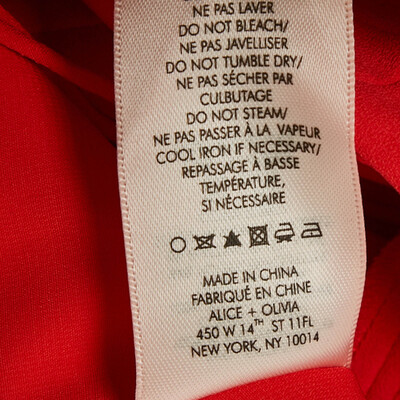 NE PAS LAVER
DO NOT BLEACH/
NE PAS JAVELLISER
DO NOT TUMBLE DRY/
NE PAS SÉCHER PAR
CULBUTAGE
DO NOT STEAM/
NE PAS PASSER À LA VAPEUR
COOL IRON IF NECESSARY/
REPASSAGE À BASSE
TEMPÉRATURE,
SI NÉCESSAIRE
MADE IN CHINA
FABRIQUÉ EN CHINE
ALICE + OLIVIA
450 W 14TH ST 11FL
NEW YORK, NY 10014